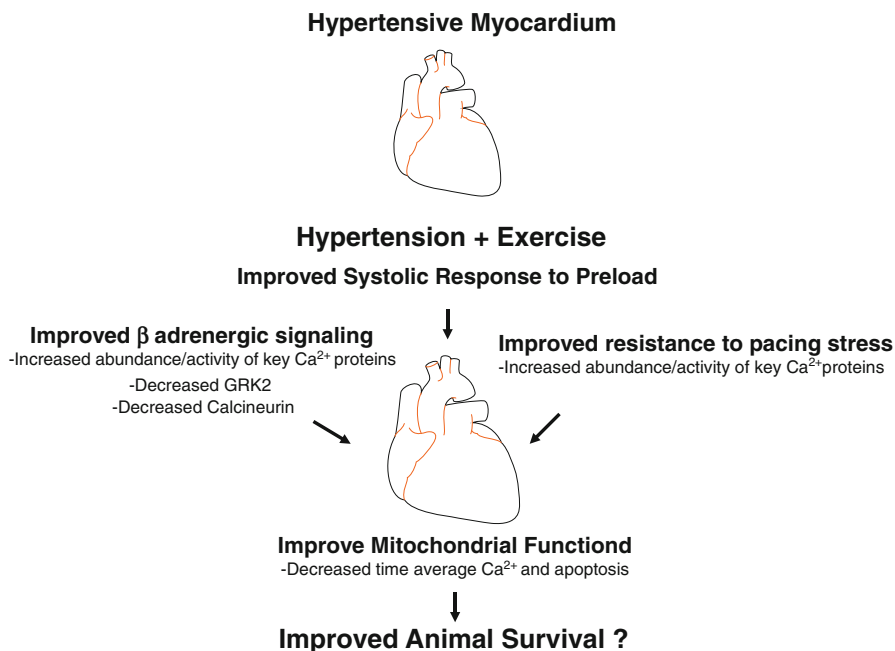 Hypertensive Myocardium
Hypertension + Exercise
Improved Systolic Response to Preload
Improved β adrenergic signaling
-Increased abundance/activity of key Ca²⁺ proteins
-Decreased GRK2
-Decreased Calcineurin
Improved resistance to pacing stress
-Increased abundance/activity of key Ca²⁺proteins
Improve Mitochondrial Functiond
-Decreased time average Ca²⁺ and apoptosis
Improved Animal Survival ?